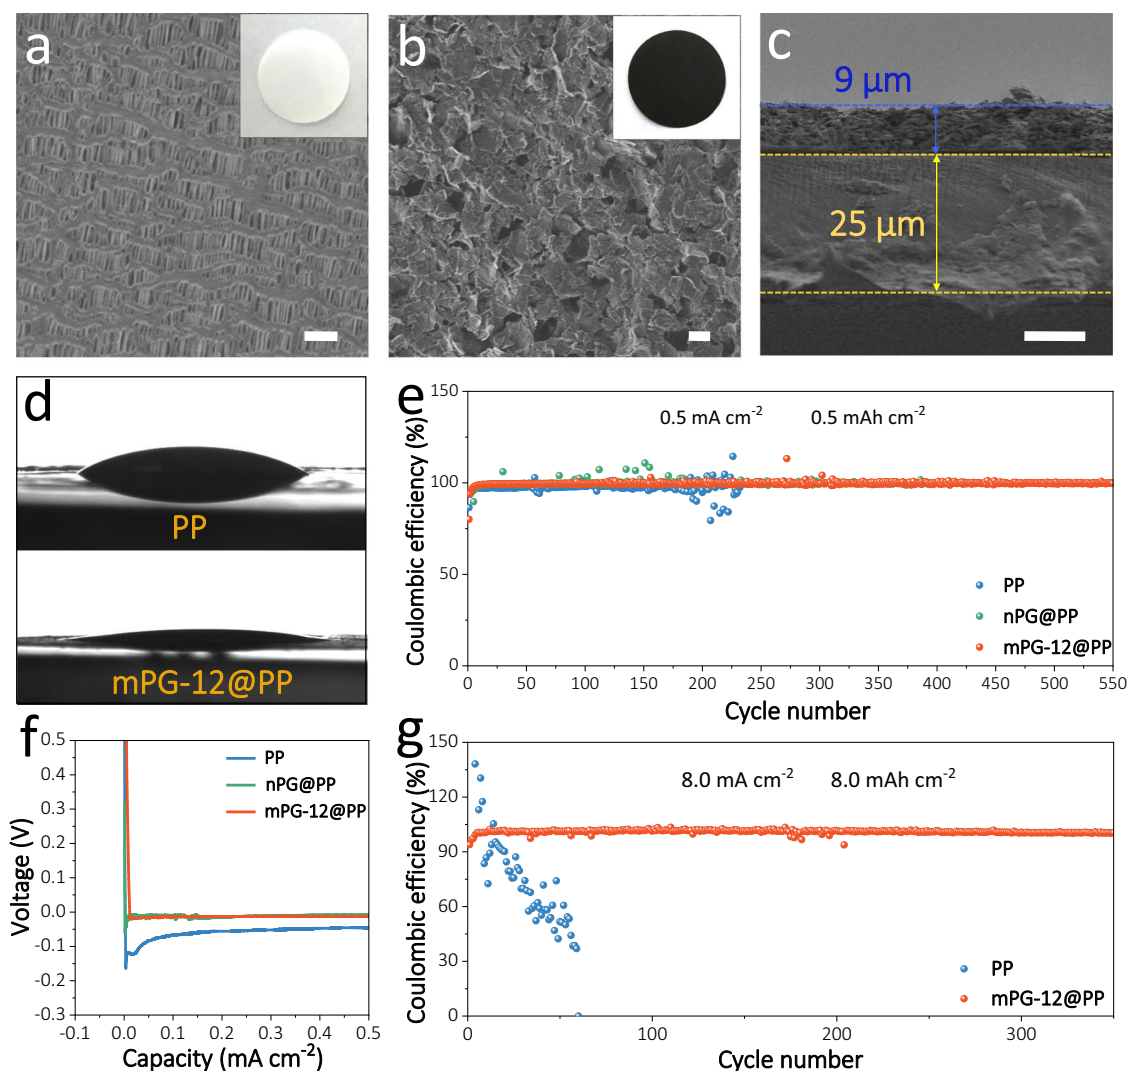 a
b
c
9 μm
25 μm
d
PP
mPG-12@PP
e
150
100
50
0
0.5 mA cm-2 0.5 mAh cm-2
PP
nPG@PP
mPG-12@PP
0 50 100 150 200 250 300 350 400 450 500 550
Coulombic efficiency (%)
Cycle number
f
0.5
0.4
0.3
0.2
0.1
0.0
-0.1
-0.2
-0.3
PP
nPG@PP
mPG-12@PP
-0.1 0.0 0.1 0.2 0.3 0.4 0.5
Voltage (V)
Capacity (mA cm-2)
g
150
120
90
60
30
0
8.0 mA cm-2 8.0 mAh cm-2
PP
mPG-12@PP
0 100 200 300
Coulombic efficiency (%)
Cycle number